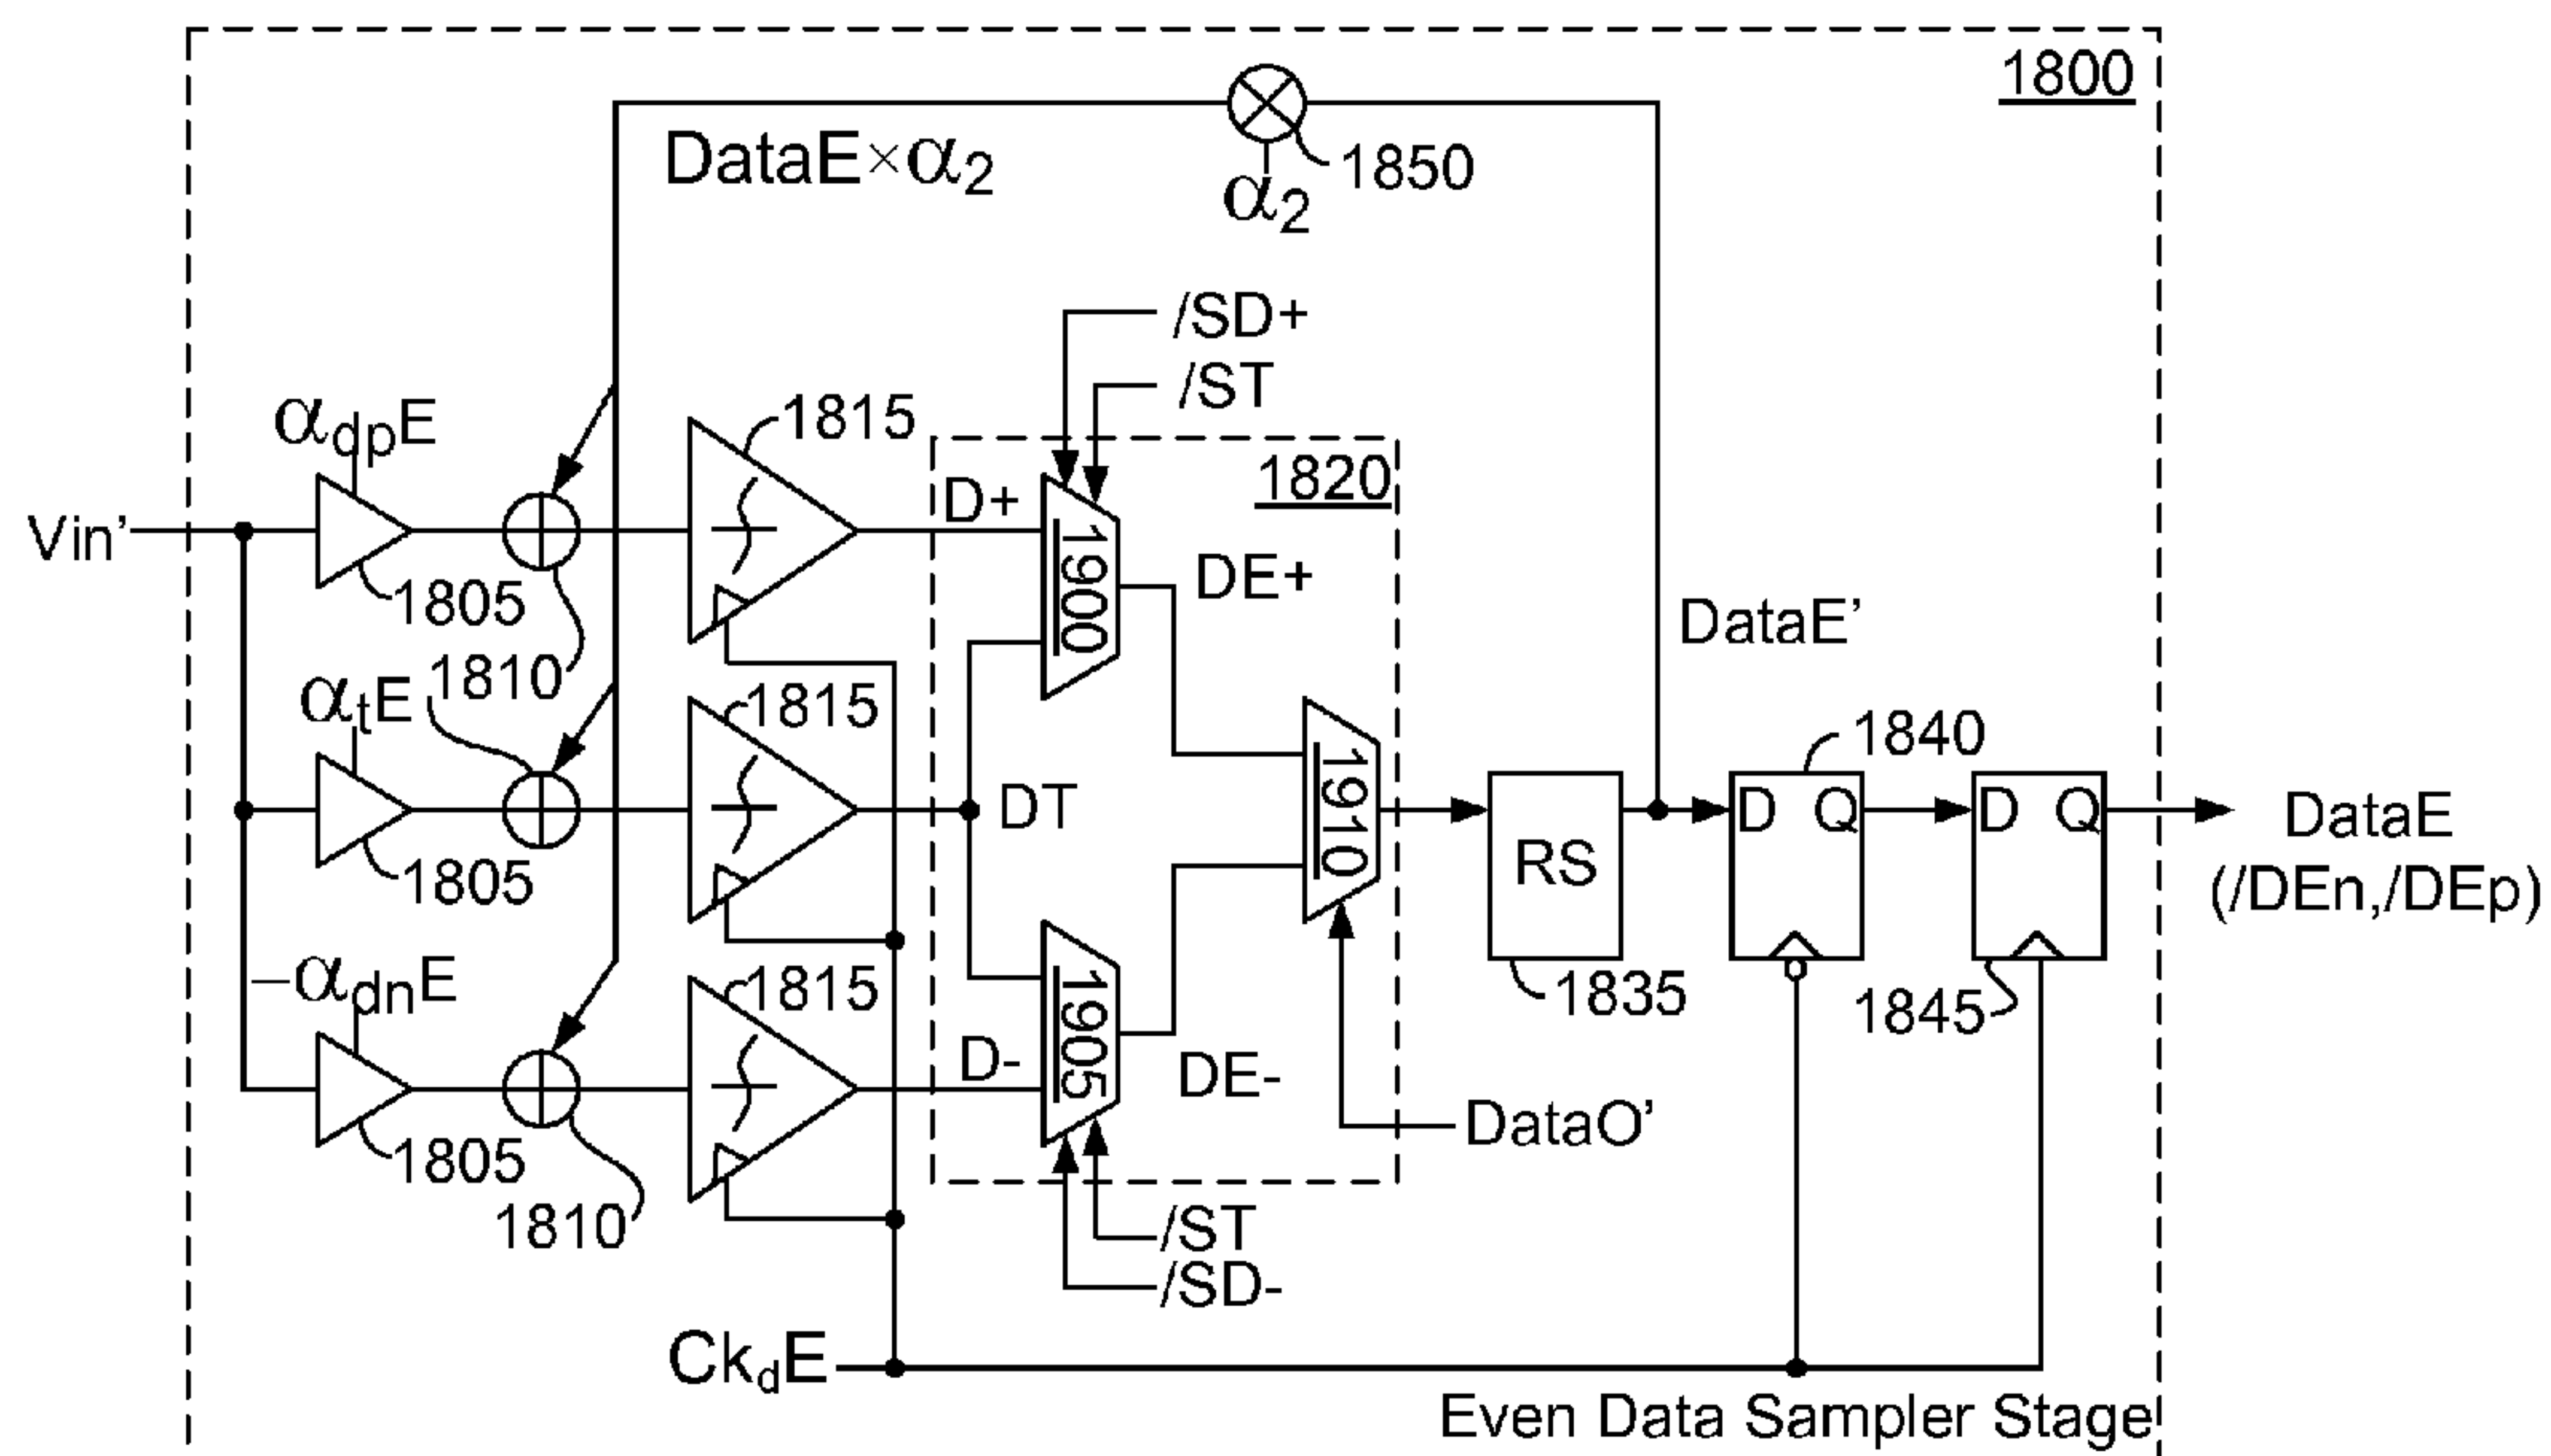 1800
DataE×α2
1850
α2
/SD+
/ST
αdpE
1815
1820
D+
Vin’
1900
DE+
1805
1810
DataE’
αtE
1815
1840
DT
1910
D Q
D Q
RS
DataE
(/DEn,/DEp)
1805
–αdnE
1815
1835
1845
D-
1905
DE-
DataO’
1805
1810
/ST
/SD-
CkdE
Even Data Sampler Stage